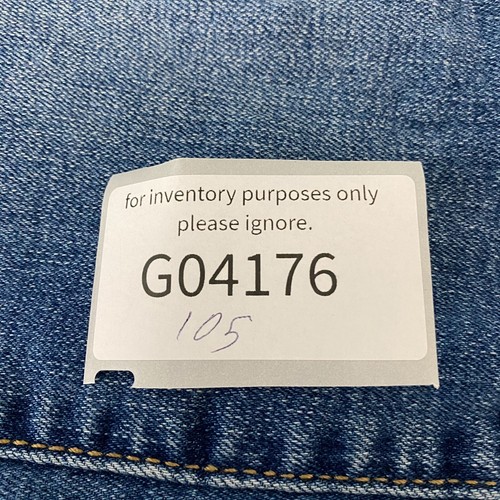 for inventory purposes only
please ignore.
G04176
105